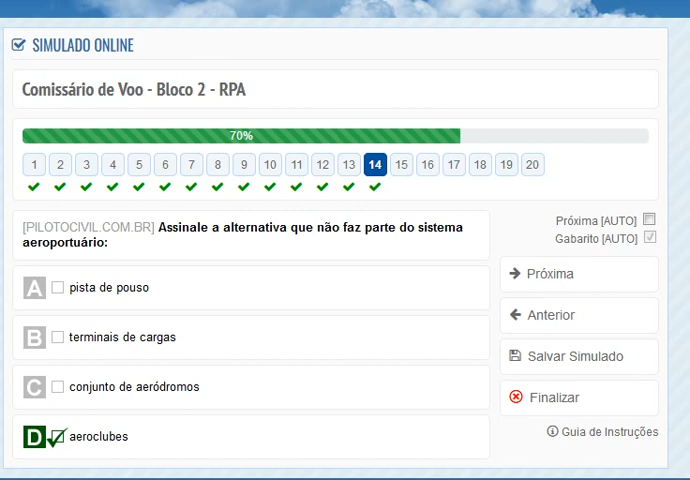 SIMULADO ONLINE
Comissário de Voo - Bloco 2 - RPA
70%
1 2 3 4 5 6 7 8 9 10 11 12 13 14 15 16 17 18 19 20
[PILOTOCIVIL.COM.BR] Assinale a alternativa que não faz parte do sistema
aeroportuário:
A pista de pouso
B terminais de cargas
C conjunto de aeródromos
D aeroclubes
Próxima [AUTO]
Gabarito [AUTO]
Próxima
Anterior
Salvar Simulado
Finalizar
Guia de Instruções